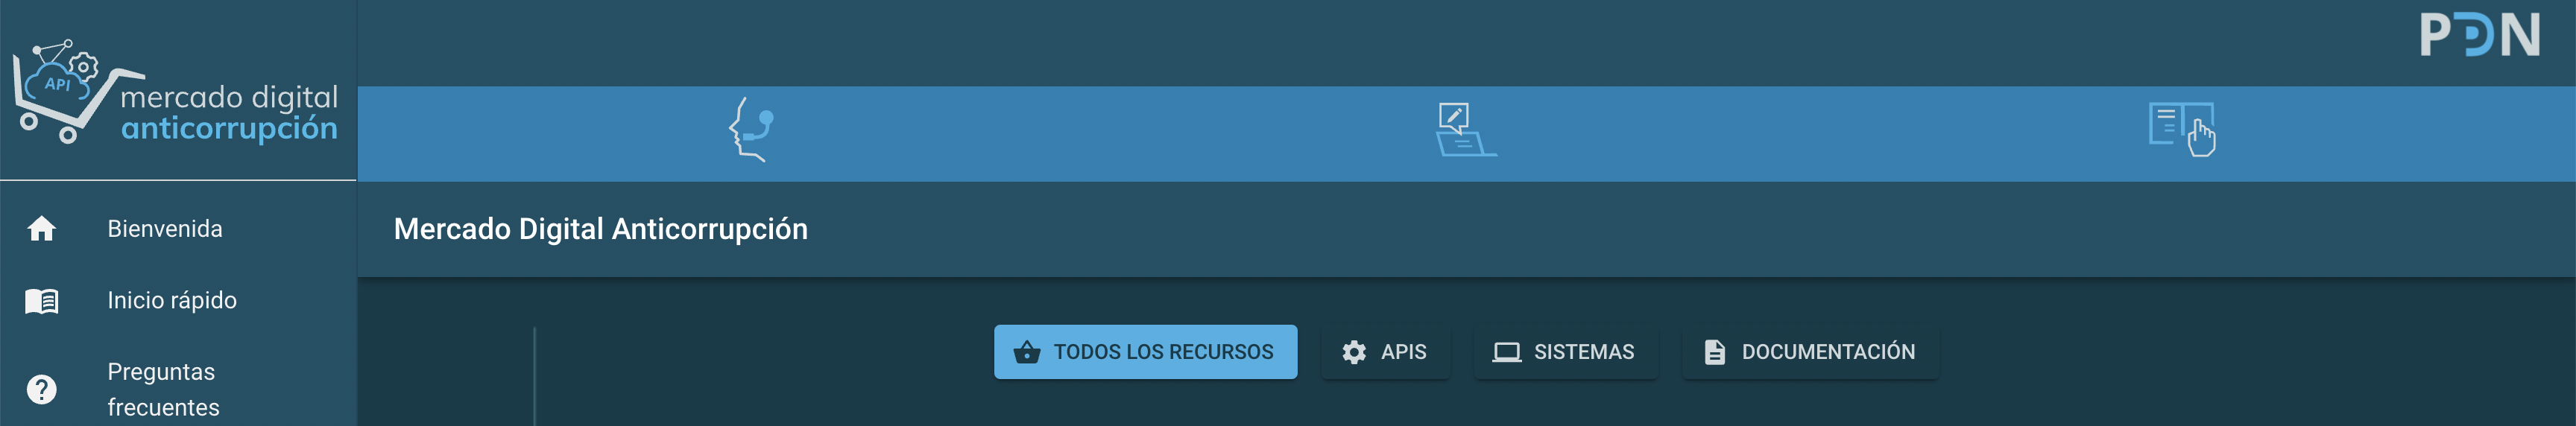 PDN
API
mercado digital
anticorrupción
Bienvenida
Inicio rápido
Preguntas
frecuentes
Mercado Digital Anticorrupción
TODOS LOS RECURSOS
APIS
SISTEMAS
DOCUMENTACIÓN